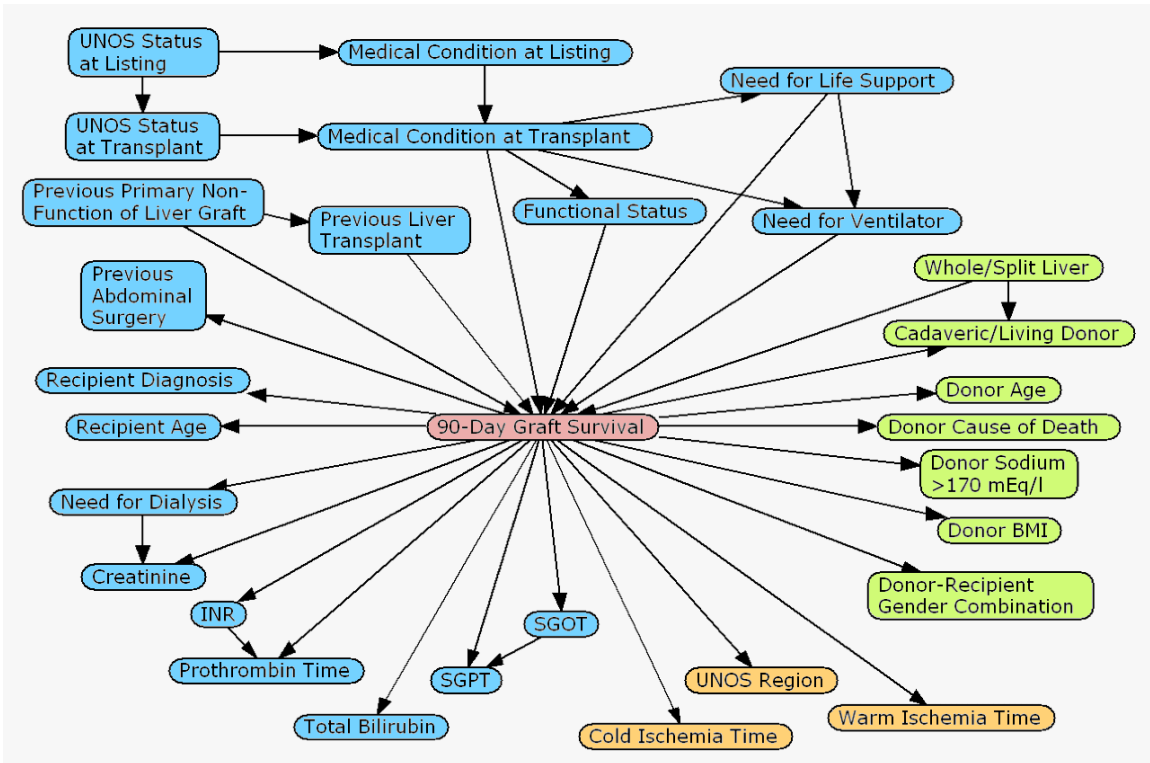 UNOS Status
at Listing
Medical Condition at Listing
Need for Life Support
UNOS Status
at Transplant
Medical Condition at Transplant
Previous Primary Non-
Function of Liver Graft
Previous Liver
Transplant
Functional Status
Need for Ventilator
Previous
Abdominal
Surgery
Whole/Split Liver
Cadaveric/Living Donor
Recipient Diagnosis
Donor Age
Recipient Age
90-Day Graft Survival
Donor Cause of Death
Donor Sodium
>170 mEq/l
Need for Dialysis
Donor BMI
Creatinine
Donor-Recipient
Gender Combination
INR
SGOT
Prothrombin Time
SGPT
UNOS Region
Total Bilirubin
Cold Ischemia Time
Warm Ischemia Time